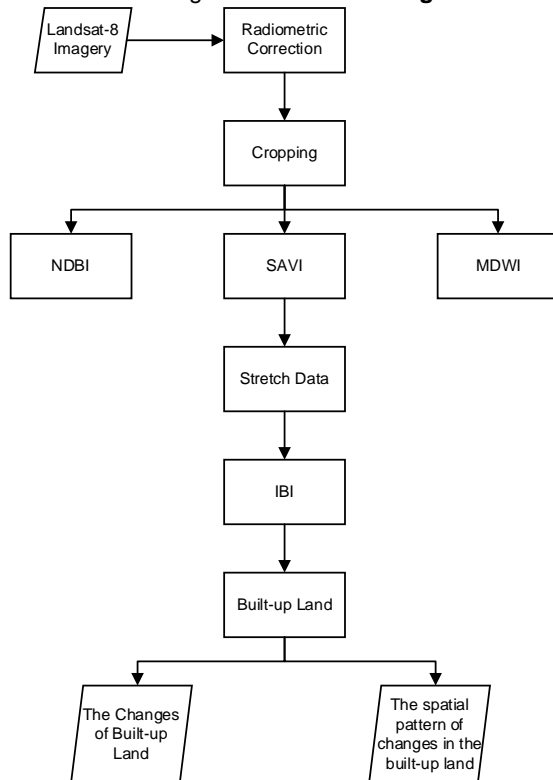 Landsat-8
Imagery
Radiometric
Correction
Cropping
NDBI
SAVI
MDWI
Stretch Data
IBI
Built-up Land
The Changes
of Built-up
Land
The spatial
pattern of
changes in the
built-up land